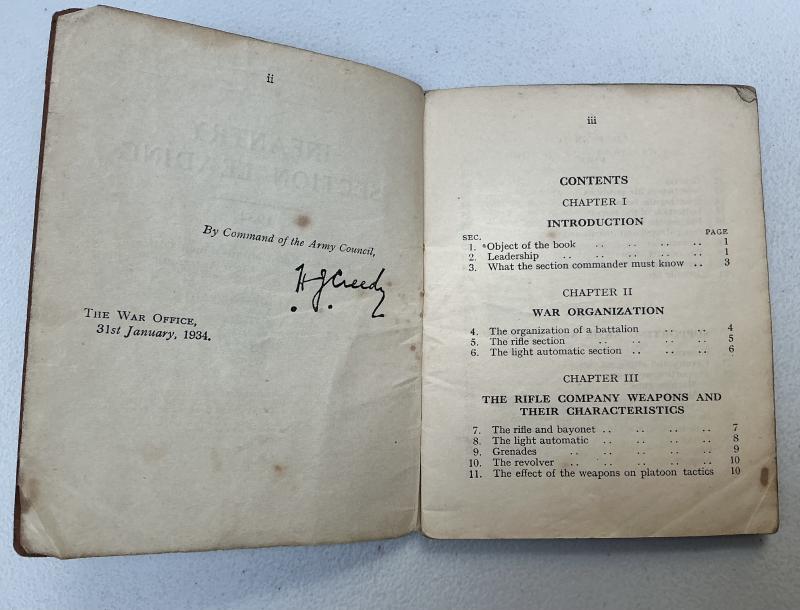 ii
By Command of the Army Council,
H J Creedy
THE WAR OFFICE,
31st January, 1934.
iii
CONTENTS
CHAPTER I
INTRODUCTION
SEC. PAGE
1. Object of the book .. .. .. .. 1
2. Leadership .. .. .. .. .. 1
3. What the section commander must know .. 3
CHAPTER II
WAR ORGANIZATION
4. The organization of a battalion .. .. 4
5. The rifle section .. .. .. .. 5
6. The light automatic section .. .. .. 6
CHAPTER III
THE RIFLE COMPANY WEAPONS AND
THEIR CHARACTERISTICS
7. The rifle and bayonet .. .. .. .. 7
8. The light automatic .. .. .. .. 8
9. Grenades .. .. .. .. .. 9
10. The revolver .. .. .. .. .. 10
11. The effect of the weapons on platoon tactics 10